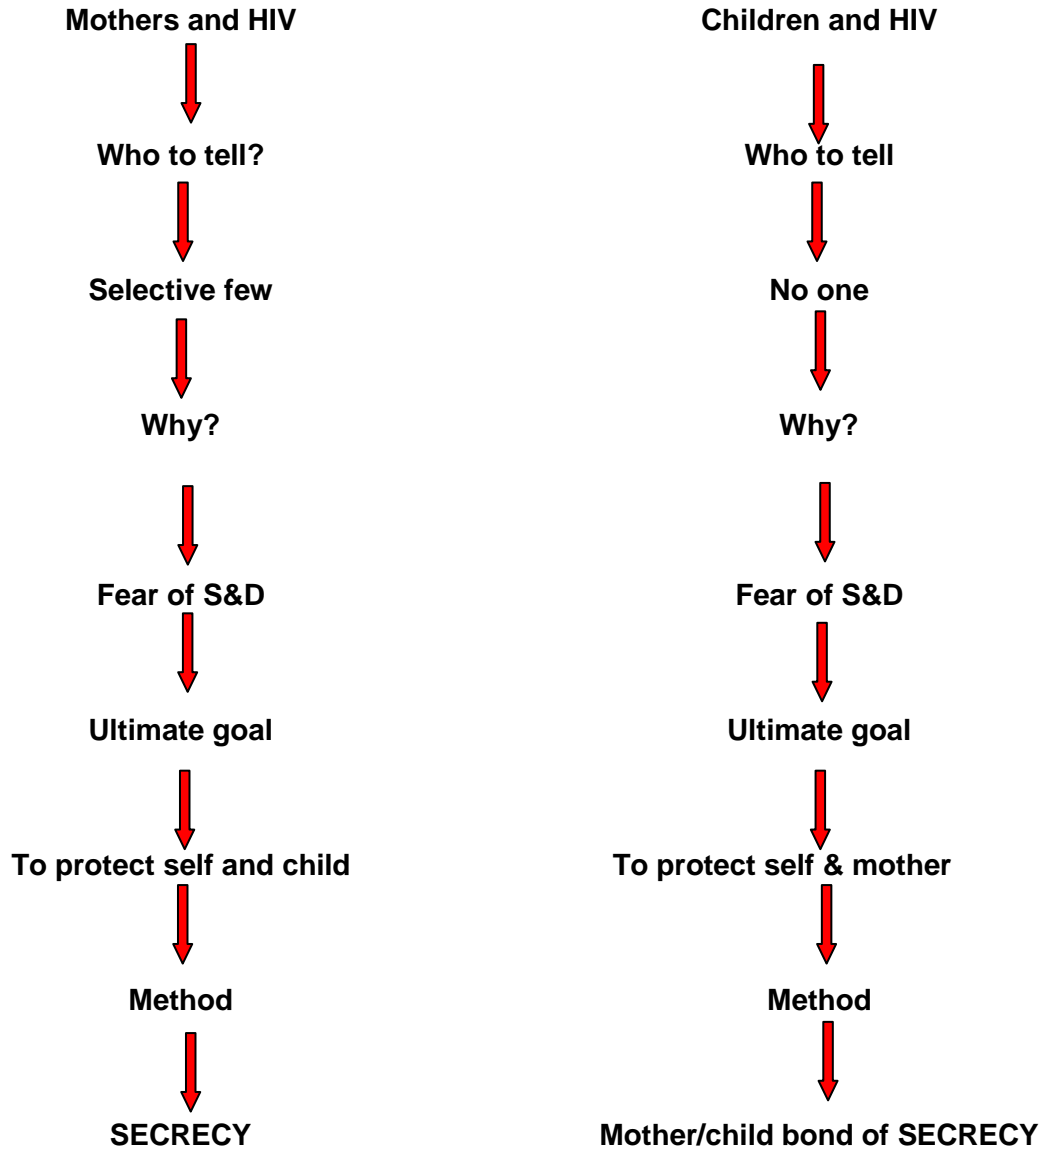 Mothers and HIV
Who to tell?
Selective few
Why?
Fear of S&D
Ultimate goal
To protect self and child
Method
SECRECY
Children and HIV
Who to tell
No one
Why?
Fear of S&D
Ultimate goal
To protect self & mother
Method
Mother/child bond of SECRECY